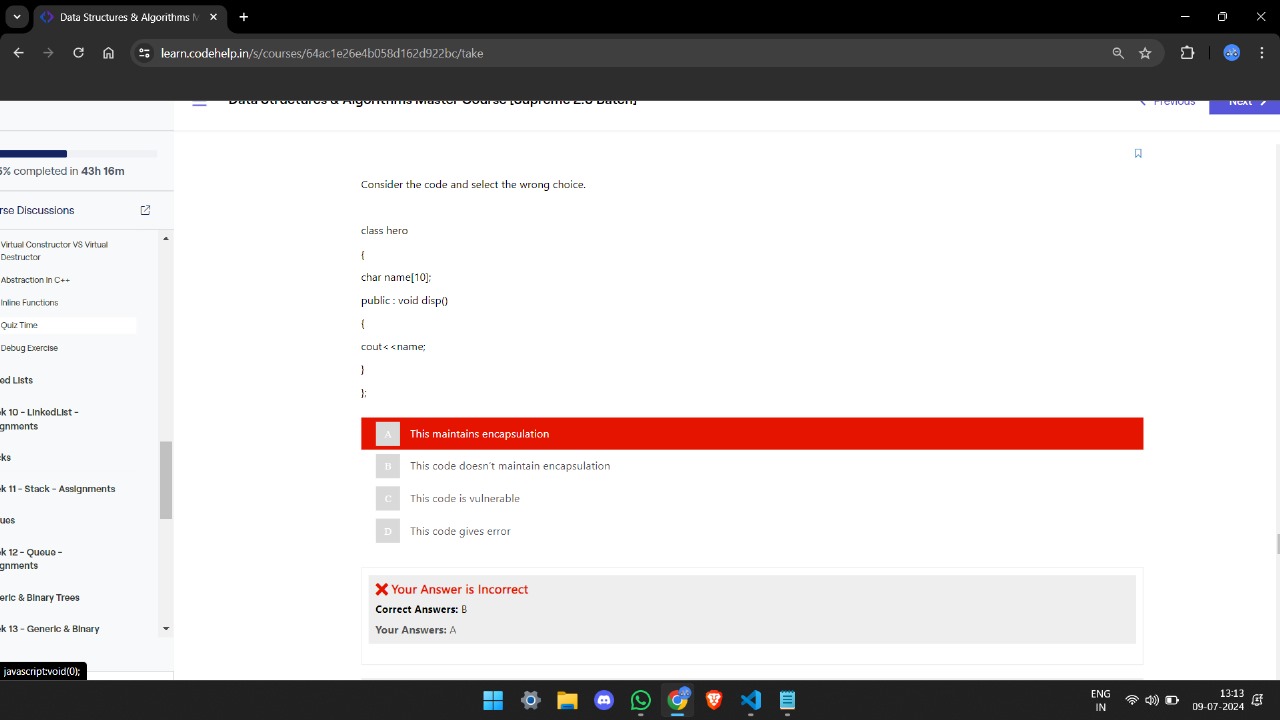 Data Structures & Algorithms M
learn.codehelp.in/s/courses/64ac1e26e4b058d162d922bc/take
Data Structures & Algorithms Master Course [Supreme 2.0 Batch]
Previous
Next
5% completed in 43h 16m
rse Discussions
Virtual Constructor VS Virtual
Destructor
Abstraction in C++
Inline Functions
Quiz Time
Debug Exercise
ed Lists
k 10 - LinkedList -
gnments
cks
k 11 - Stack - Assignments
ues
k 12 - Queue -
gnments
eric & Binary Trees
k 13 - Generic & Binary
Consider the code and select the wrong choice.
class hero
{
char name[10];
public : void disp()
{
cout<<name;
}
};
A This maintains encapsulation
B This code doesn't maintain encapsulation
C This code is vulnerable
D This code gives error
❌ Your Answer is Incorrect
Correct Answers: B
Your Answers: A
javascript:void(0);
ENG
IN
13:13
09-07-2024